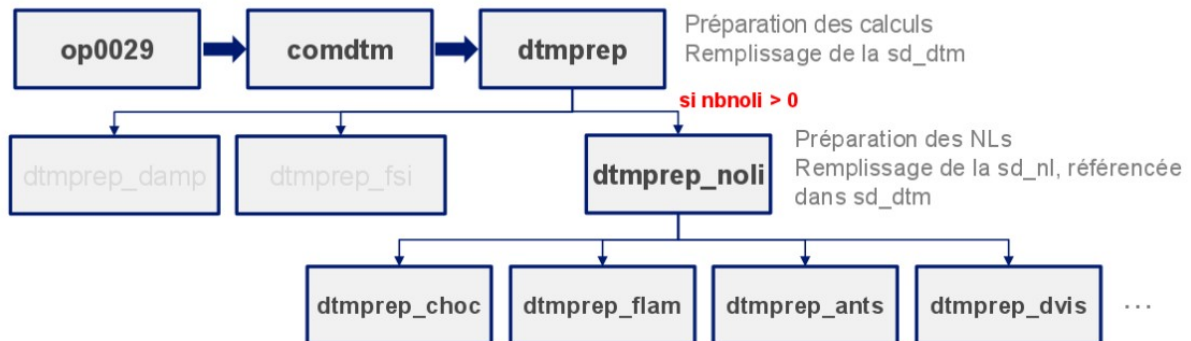 op0029
comdtm
dtmprep
Préparation des calculs
Remplissage de la sd_dtm
si nbnoli > 0
dtmprep_damp
dtmprep_fsi
dtmprep_noli
Préparation des NLs
Remplissage de la sd_nl, référencée
dans sd_dtm
dtmprep_choc
dtmprep_flam
dtmprep_ants
dtmprep_dvis
...